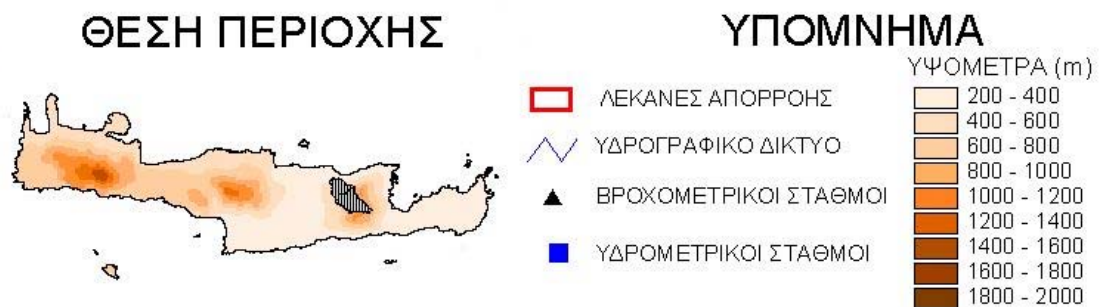 ΘΕΣΗ ΠΕΡΙΟΧΗΣ
ΥΠΟΜΝΗΜΑ
ΛΕΚΑΝΕΣ ΑΠΟΡΡΟΗΣ
ΥΔΡΟΓΡΑΦΙΚΟ ΔΙΚΤΥΟ
ΒΡΟΧΟΜΕΤΡΙΚΟΙ ΣΤΑΘΜΟΙ
ΥΔΡΟΜΕΤΡΙΚΟΙ ΣΤΑΘΜΟΙ
ΥΨΟΜΕΤΡΑ (m)
200 - 400
400 - 600
600 - 800
800 - 1000
1000 - 1200
1200 - 1400
1400 - 1600
1600 - 1800
1800 - 2000